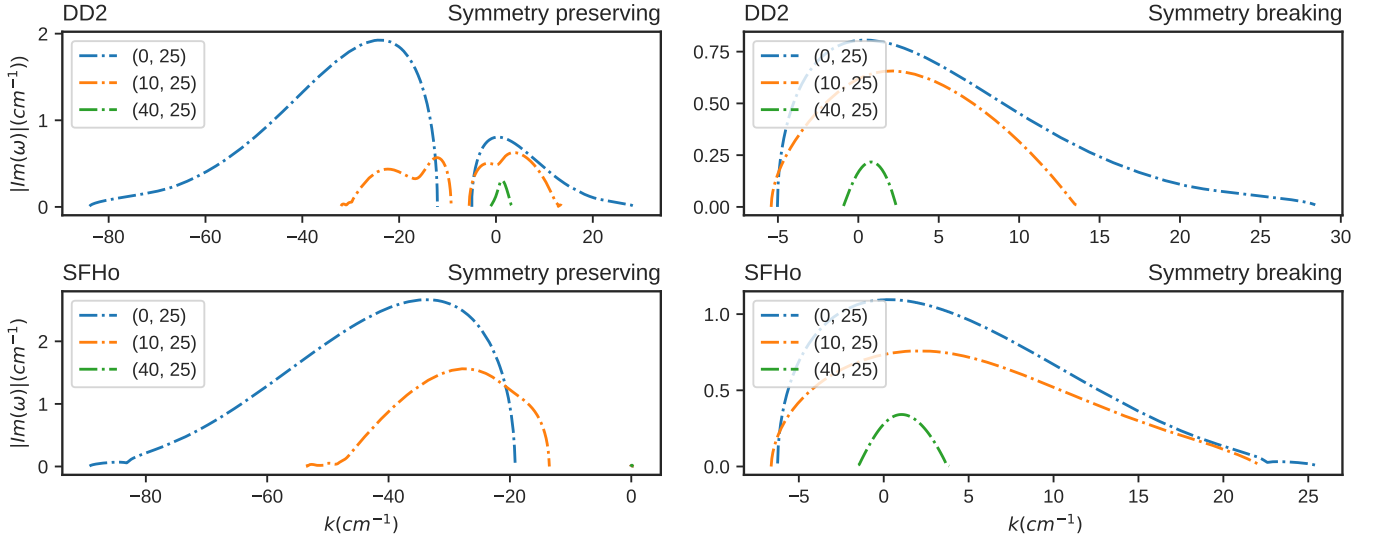 DD2 Symmetry preserving
2
1
0
|Im(ω)|(cm⁻¹))
(0, 25)
(10, 25)
(40, 25)
−80 −60 −40 −20 0 20
DD2 Symmetry breaking
0.75
0.50
0.25
0.00
(0, 25)
(10, 25)
(40, 25)
−5 0 5 10 15 20 25 30
SFHo Symmetry preserving
2
1
0
|Im(ω)|(cm⁻¹)
(0, 25)
(10, 25)
(40, 25)
−80 −60 −40 −20 0
k(cm⁻¹)
SFHo Symmetry breaking
1.0
0.5
0.0
(0, 25)
(10, 25)
(40, 25)
−5 0 5 10 15 20 25
k(cm⁻¹)